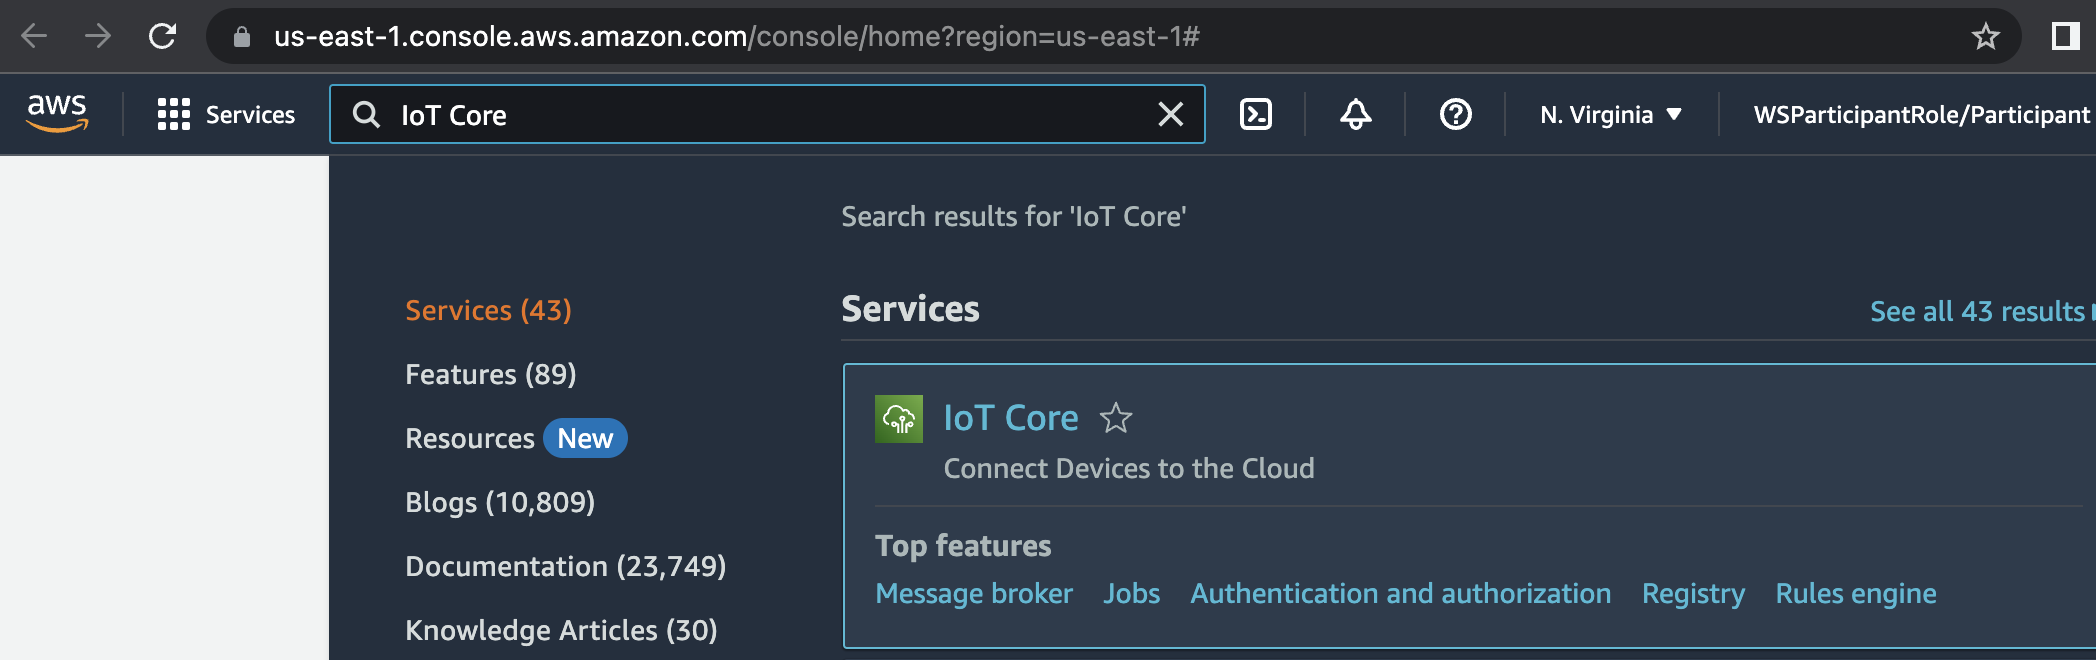 us-east-1.console.aws.amazon.com/console/home?region=us-east-1#
aws Services IoT Core N. Virginia WSParticipantRole/Participant
Search results for 'IoT Core'
Services (43)
Features (89)
Resources New
Blogs (10,809)
Documentation (23,749)
Knowledge Articles (30)
Services See all 43 results
IoT Core
Connect Devices to the Cloud
Top features
Message broker Jobs Authentication and authorization Registry Rules engine